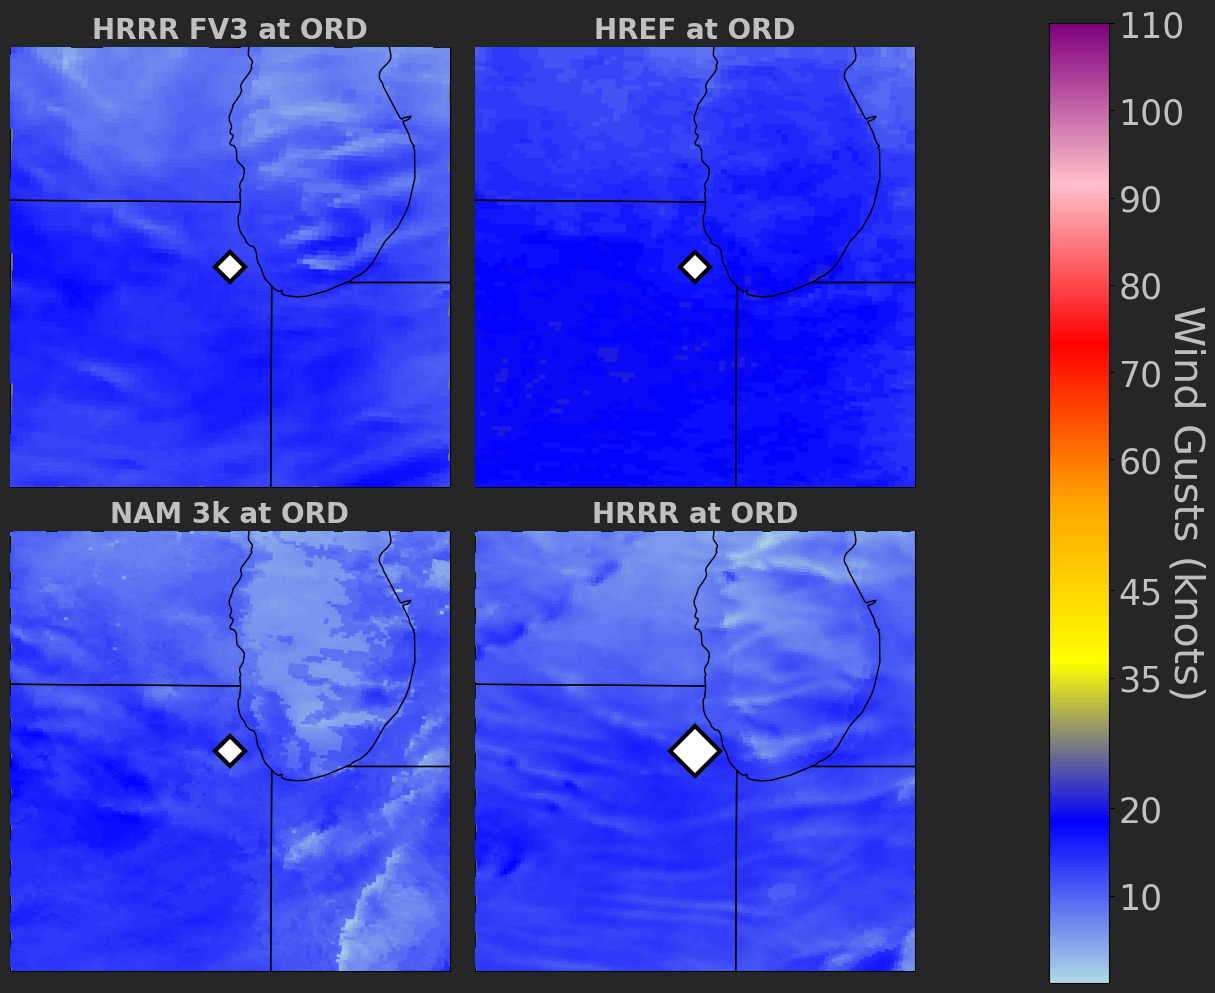 HRRR FV3 at ORD
HREF at ORD
NAM 3k at ORD
HRRR at ORD
110
100
90
80
70
60
45
35
20
10
Wind Gusts (knots)